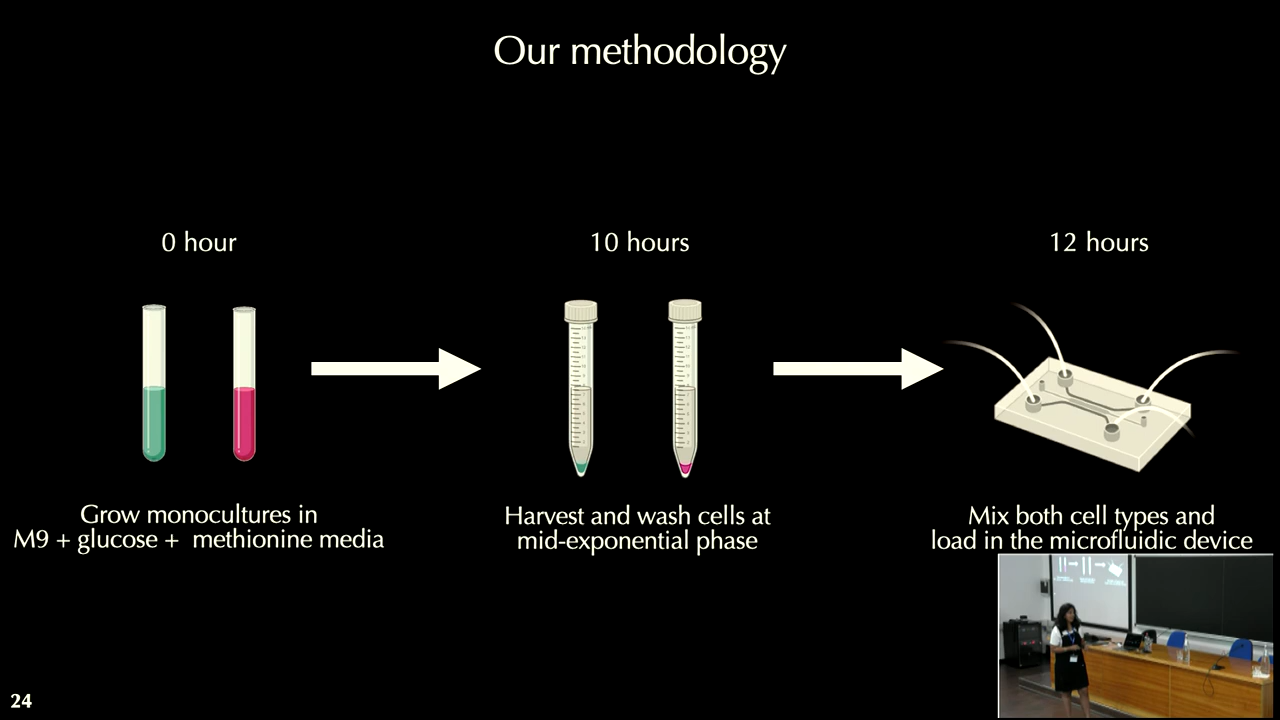 Our methodology
0 hour
10 hours
12 hours
Grow monocultures in
M9 + glucose + methionine media
Harvest and wash cells at
mid-exponential phase
Mix both cell types and
load in the microfluidic device
24